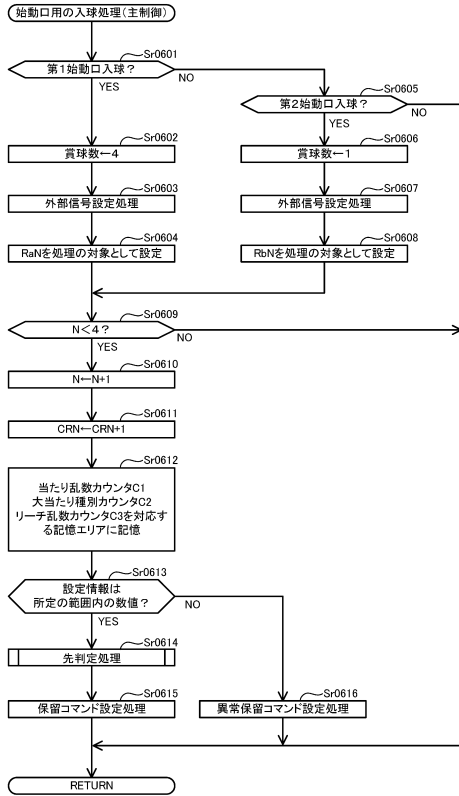 始動口用の入球処理(主制御)
Sr0601
第1始動口入球?
NO
YES
Sr0605
第2始動口入球?
NO
YES
Sr0602
賞球数←4
Sr0606
賞球数←1
Sr0603
外部信号設定処理
Sr0607
外部信号設定処理
Sr0604
RaNを処理の対象として設定
Sr0608
RbNを処理の対象として設定
Sr0609
N<4?
NO
YES
Sr0610
N←N+1
Sr0611
CRN←CRN+1
Sr0612
当たり乱数カウンタC1
大当たり種別カウンタC2
リーチ乱数カウンタC3を対応す
る記憶エリアに記憶
Sr0613
設定情報は
所定の範囲内の数値?
NO
YES
Sr0614
先判定処理
Sr0615
保留コマンド設定処理
Sr0616
異常保留コマンド設定処理
RETURN